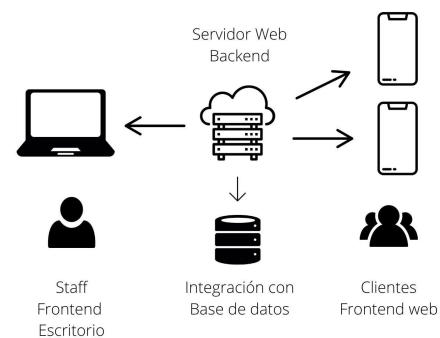 Servidor Web
Backend
Staff
Frontend
Escritorio
Integración con
Base de datos
Clientes
Frontend web